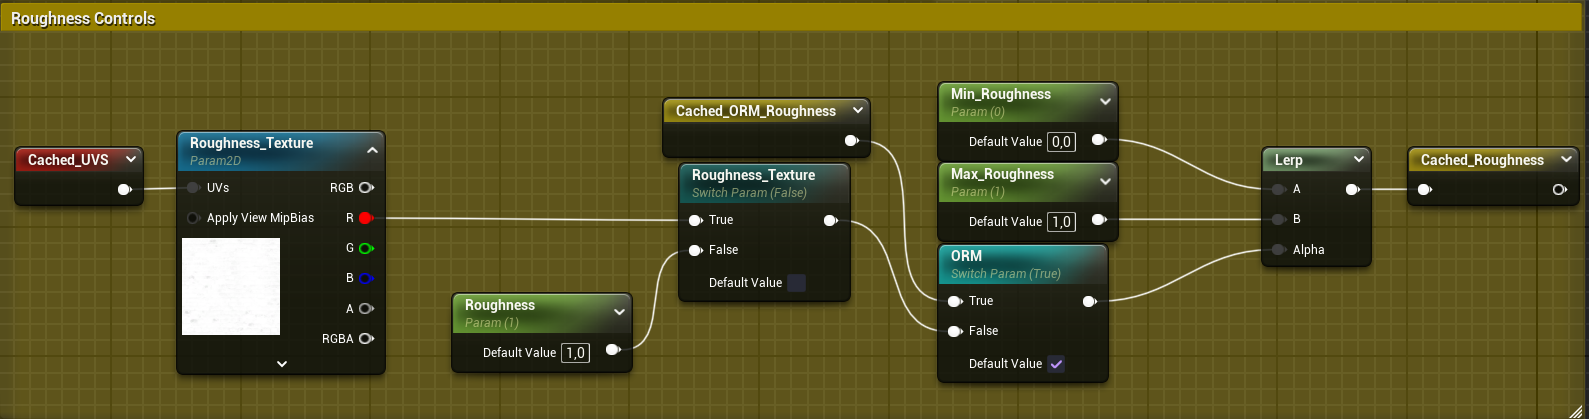 Roughness Controls
Cached_UVS
Roughness_Texture
Param2D
UVs
RGB
Apply View MipBias
R
G
B
A
RGBA
Roughness
Param (1)
Default Value 1,0
Cached_ORM_Roughness
Roughness_Texture
Switch Param (False)
True
False
Default Value
Min_Roughness
Param (0)
Default Value 0,0
Max_Roughness
Param (1)
Default Value 1,0
ORM
Switch Param (True)
True
False
Default Value
Lerp
A
B
Alpha
Cached_Roughness